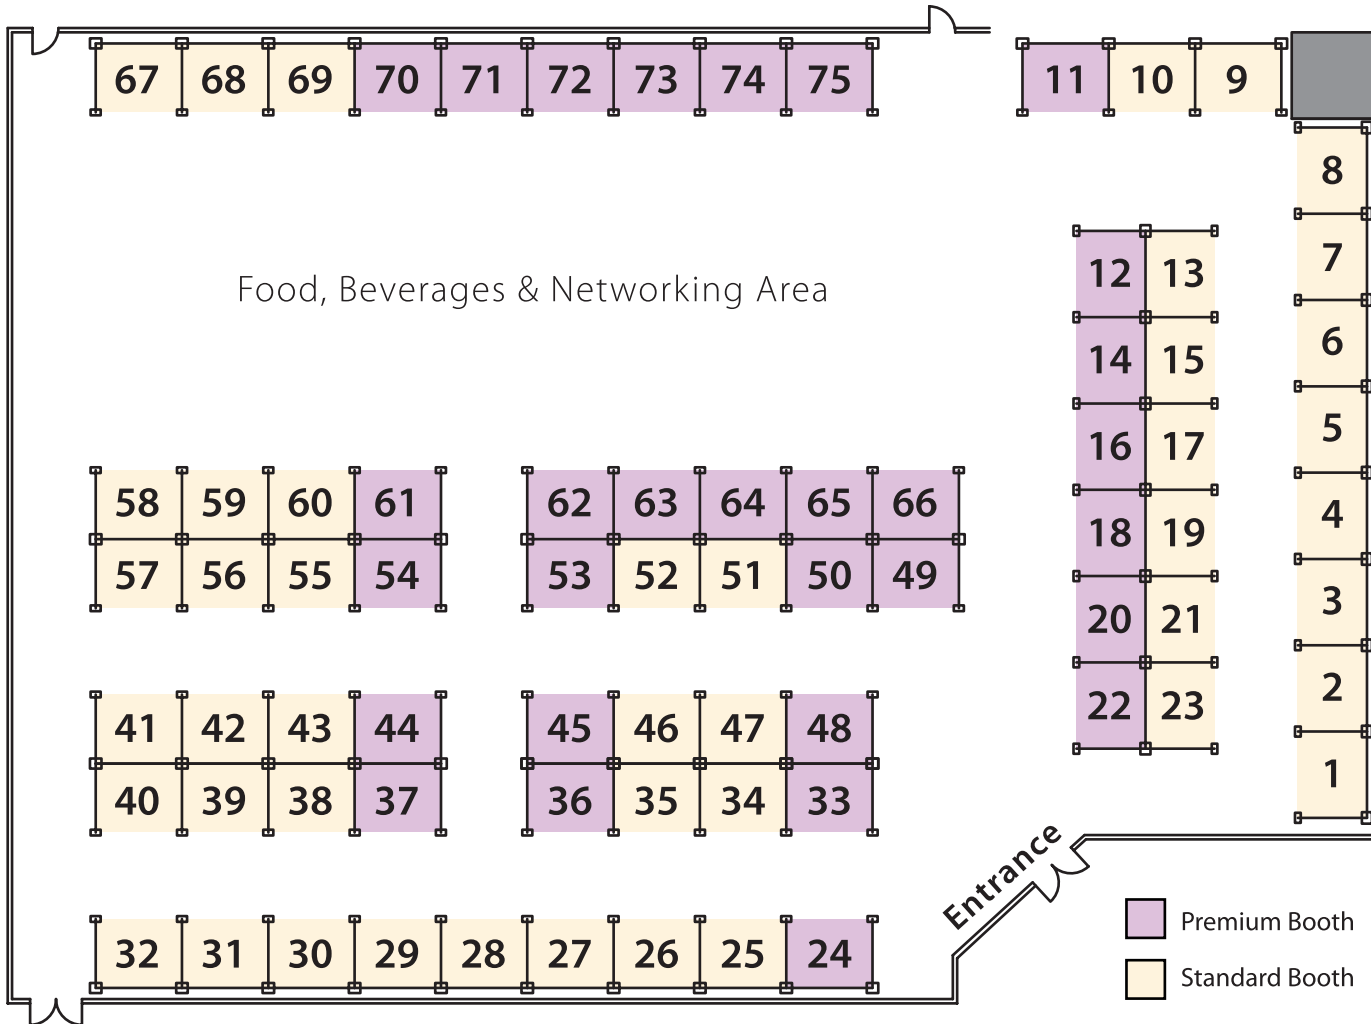 67 68 69 70 71 72 73 74 75
11 10 9
8
7
6
5
4
3
2
1
12 13
14 15
16 17
18 19
20 21
22 23
Food, Beverages & Networking Area
58 59 60 61
57 56 55 54
62 63 64 65 66
53 52 51 50 49
41 42 43 44
40 39 38 37
45 46 47 48
36 35 34 33
32 31 30 29 28 27 26 25 24
Entrance
Premium Booth
Standard Booth